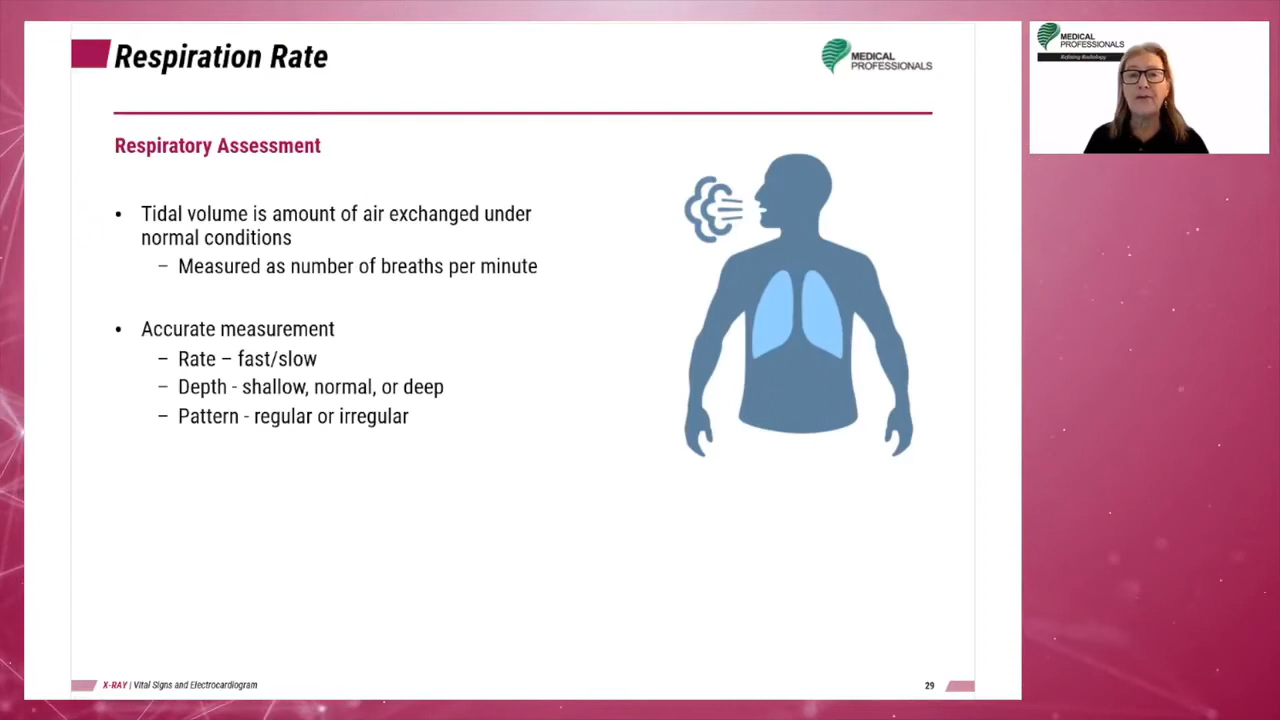 Respiration Rate
MEDICAL
PROFESSIONALS
Respiratory Assessment
• Tidal volume is amount of air exchanged under
normal conditions
– Measured as number of breaths per minute
• Accurate measurement
– Rate – fast/slow
– Depth - shallow, normal, or deep
– Pattern - regular or irregular
X-RAY | Vital Signs and Electrocardiogram
29
MEDICAL
PROFESSIONALS
Refining Radiology